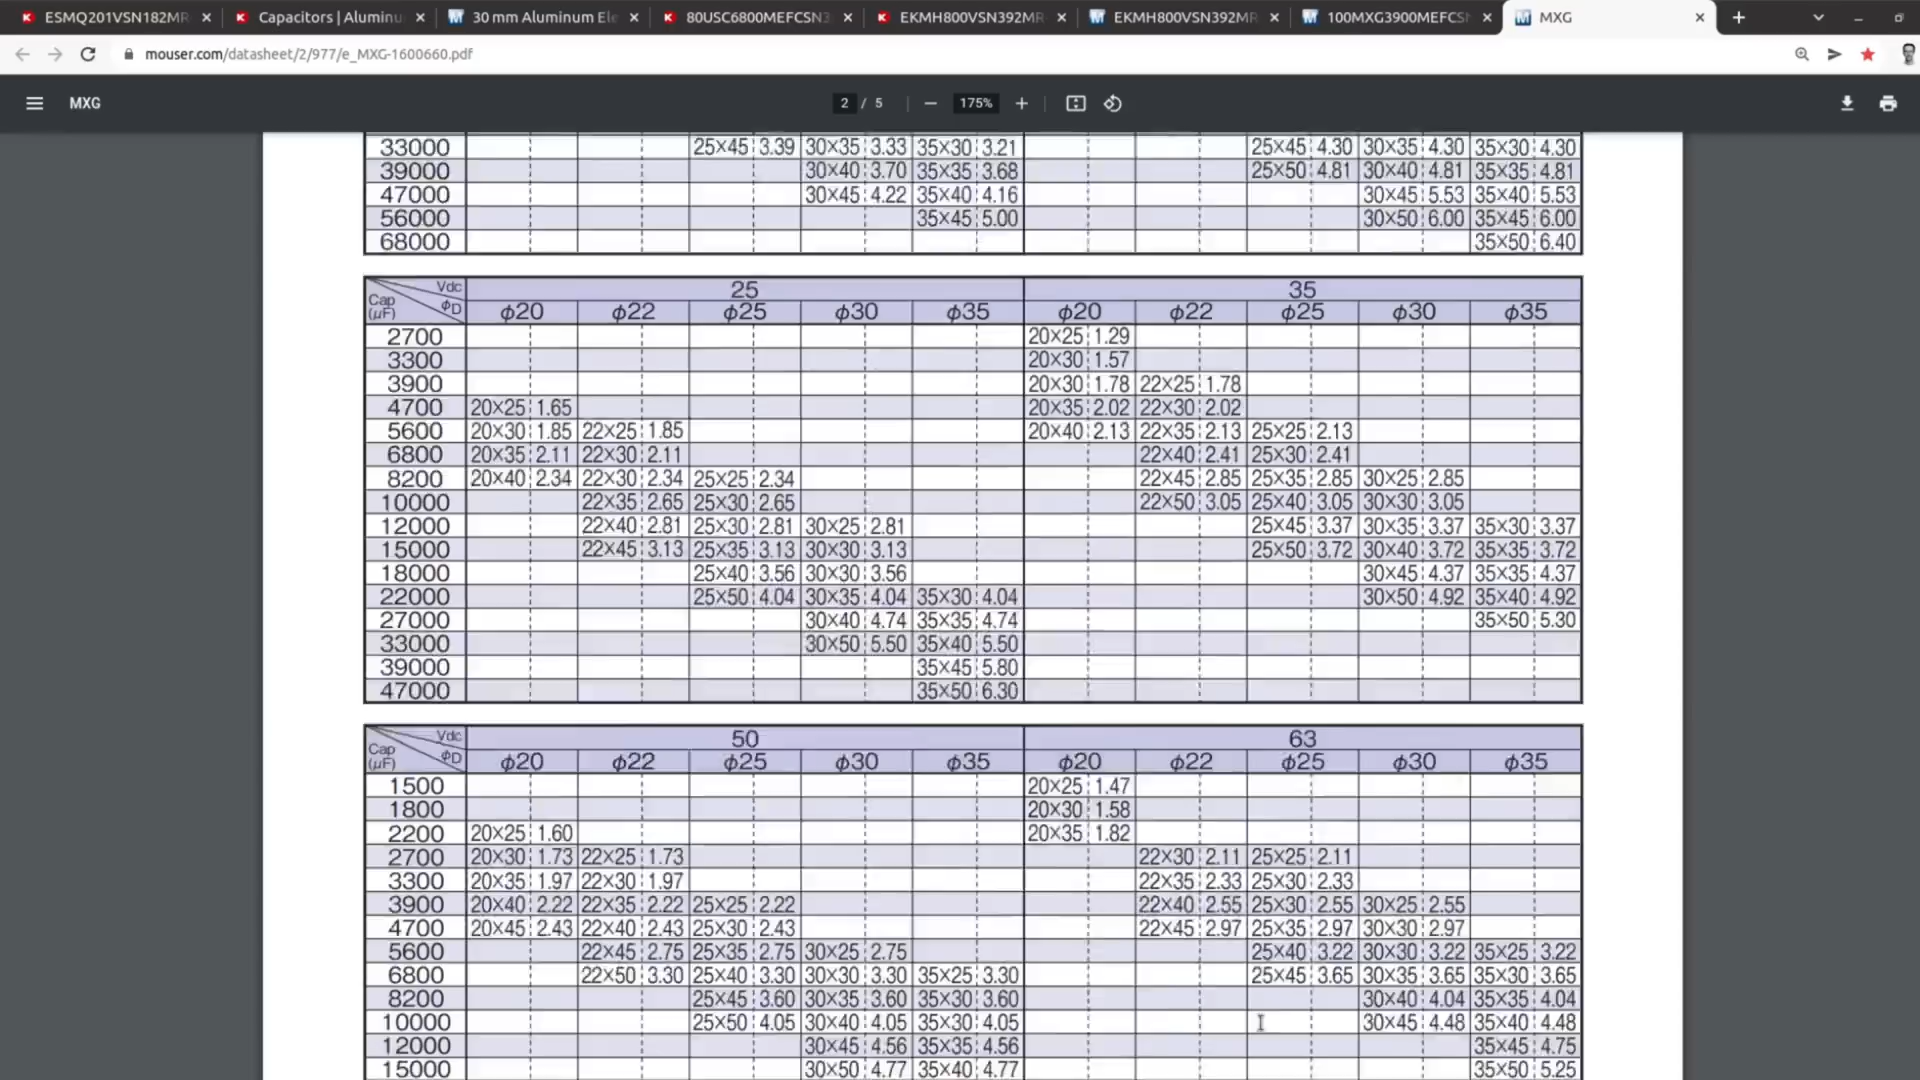 ESMQ201VSN182MR
Capacitors | Aluminu
30 mm Aluminum Ele
80USC6800MEFCSN3
EKMH800VSN392MR
EKMH800VSN392MR
100MXG3900MEFCSN
MXG
mouser.com/datasheet/2/977/e_MXG-1600660.pdf
MXG
2 / 5
175%
33000 25×45 3.39 30×35 3.33 35×30 3.21 25×45 4.30 30×35 4.30 35×30 4.30
39000 30×40 3.70 35×35 3.68 25×50 4.81 30×40 4.81 35×35 4.81
47000 30×45 4.22 35×40 4.16 30×45 5.53 35×40 5.53
56000 35×45 5.00 30×50 6.00 35×45 6.00
68000 35×50 6.40
Cap (μF) Vdc φD 25 35
φ20 φ22 φ25 φ30 φ35 φ20 φ22 φ25 φ30 φ35
2700 20×25 1.29
3300 20×30 1.57
3900 20×30 1.78 22×25 1.78
4700 20×25 1.65 20×35 2.02 22×30 2.02
5600 20×30 1.85 22×25 1.85 20×40 2.13 22×35 2.13 25×25 2.13
6800 20×35 2.11 22×30 2.11 22×40 2.41 25×30 2.41
8200 20×40 2.34 22×30 2.34 25×25 2.34 22×45 2.85 25×35 2.85 30×25 2.85
10000 22×35 2.65 25×30 2.65 22×50 3.05 25×40 3.05 30×30 3.05
12000 22×40 2.81 25×30 2.81 30×25 2.81 25×45 3.37 30×35 3.37 35×30 3.37
15000 22×45 3.13 25×35 3.13 30×30 3.13 25×50 3.72 30×40 3.72 35×35 3.72
18000 25×40 3.56 30×30 3.56 30×45 4.37 35×35 4.37
22000 25×50 4.04 30×35 4.04 35×30 4.04 30×50 4.92 35×40 4.92
27000 30×40 4.74 35×35 4.74 35×50 5.30
33000 30×50 5.50 35×40 5.50
39000 35×45 5.80
47000 35×50 6.30
Cap (μF) Vdc φD 50 63
φ20 φ22 φ25 φ30 φ35 φ20 φ22 φ25 φ30 φ35
1500 20×25 1.47
1800 20×30 1.58
2200 20×25 1.60 20×35 1.82
2700 20×30 1.73 22×25 1.73 22×30 2.11 25×25 2.11
3300 20×35 1.97 22×30 1.97 22×35 2.33 25×30 2.33
3900 20×40 2.22 22×35 2.22 25×25 2.22 22×40 2.55 25×30 2.55 30×25 2.55
4700 20×45 2.43 22×40 2.43 25×30 2.43 22×45 2.97 25×35 2.97 30×30 2.97
5600 22×45 2.75 25×35 2.75 30×25 2.75 25×40 3.22 30×30 3.22 35×25 3.22
6800 22×50 3.30 25×40 3.30 30×30 3.30 35×25 3.30 25×45 3.65 30×35 3.65 35×30 3.65
8200 25×45 3.60 30×35 3.60 35×30 3.60 30×40 4.04 35×35 4.04
10000 25×50 4.05 30×40 4.05 35×30 4.05 30×45 4.48 35×40 4.48
12000 30×45 4.56 35×35 4.56 35×45 4.75
15000 30×50 4.77 35×40 4.77 35×50 5.25